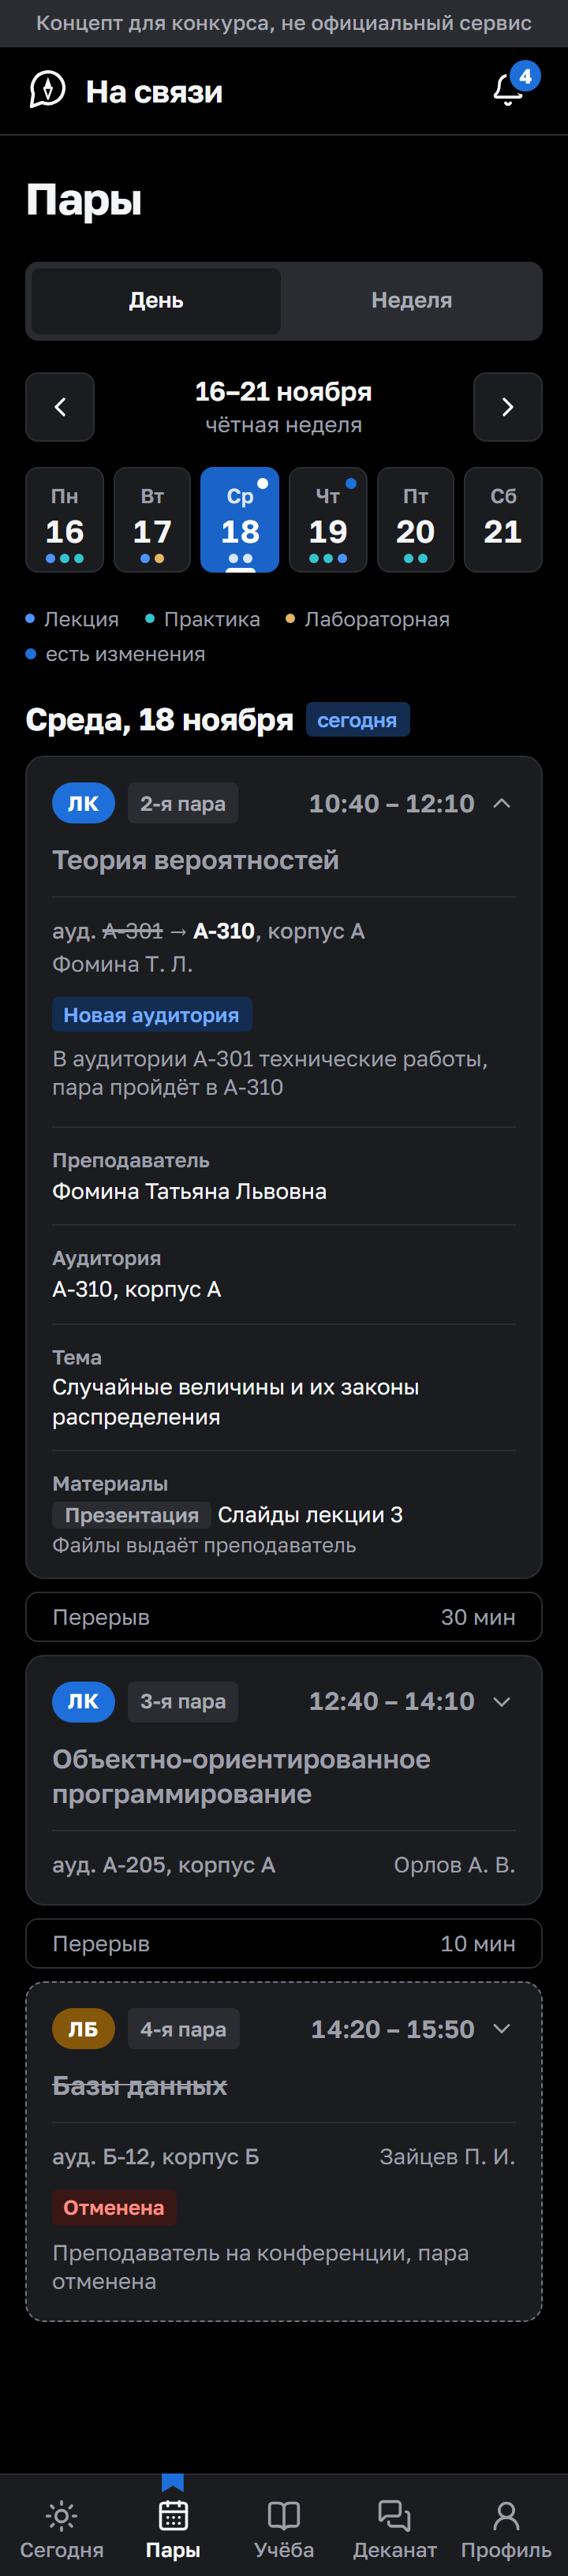 Концепт для конкурса, не официальный сервис
На связи
4
Пары
День
Неделя
16–21 ноября
чётная неделя
Пн
Вт
Ср
Чт
Пт
Сб
16
17
18
19
20
21
Лекция
Практика
Лабораторная
есть изменения
Среда, 18 ноября
сегодня
ЛК
2-я пара
10:40 – 12:10
Теория вероятностей
ауд. А-301 → А-310, корпус А
Фомина Т. Л.
Новая аудитория
В аудитории А-301 технические работы,
пара пройдёт в А-310
Преподаватель
Фомина Татьяна Львовна
Аудитория
А-310, корпус А
Тема
Случайные величины и их законы
распределения
Материалы
Презентация Слайды лекции 3
Файлы выдаёт преподаватель
Перерыв
30 мин
ЛК
3-я пара
12:40 – 14:10
Объектно-ориентированное
программирование
ауд. А-205, корпус А
Орлов А. В.
Перерыв
10 мин
ЛБ
4-я пара
14:20 – 15:50
Базы данных
ауд. Б-12, корпус Б
Зайцев П. И.
Отменена
Преподаватель на конференции, пара
отменена
Сегодня
Пары
Учёба
Деканат
Профиль